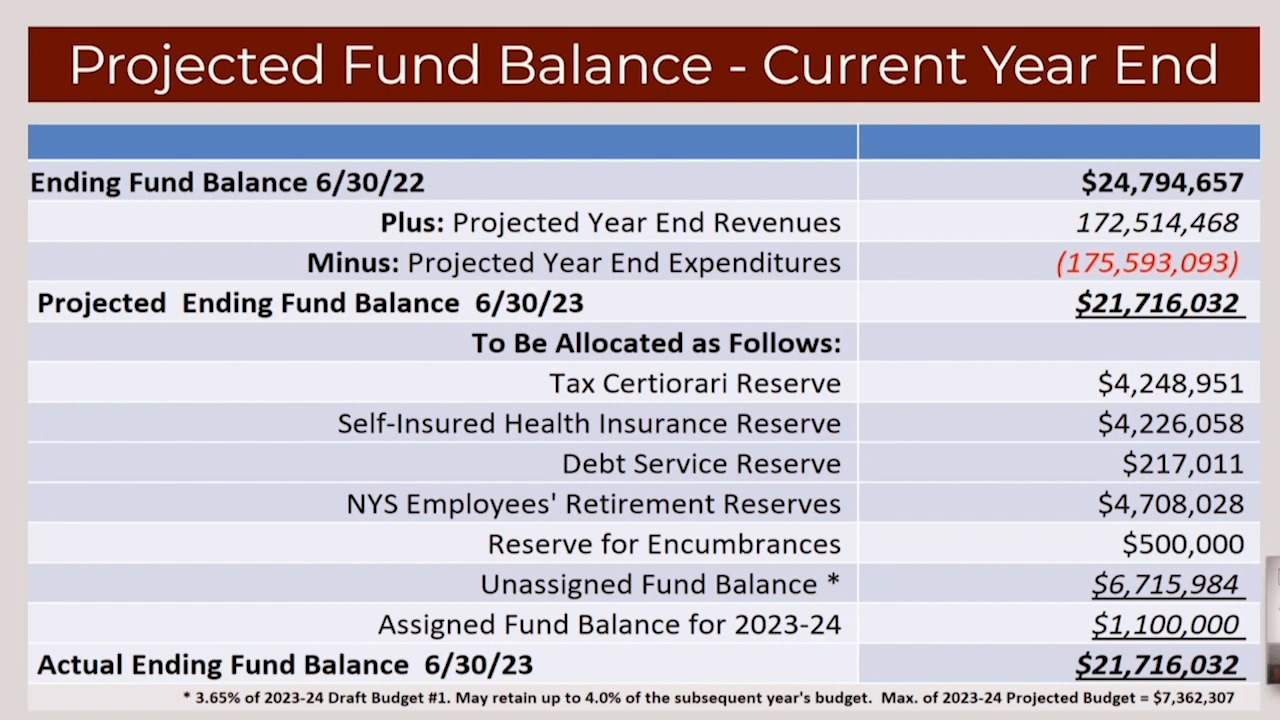 Projected Fund Balance - Current Year End
Ending Fund Balance 6/30/22 $24,794,657
Plus: Projected Year End Revenues 172,514,468
Minus: Projected Year End Expenditures (175,593,093)
Projected Ending Fund Balance 6/30/23 $21,716,032
To Be Allocated as Follows:
Tax Certiorari Reserve $4,248,951
Self-Insured Health Insurance Reserve $4,226,058
Debt Service Reserve $217,011
NYS Employees' Retirement Reserves $4,708,028
Reserve for Encumbrances $500,000
Unassigned Fund Balance * $6,715,984
Assigned Fund Balance for 2023-24 $1,100,000
Actual Ending Fund Balance 6/30/23 $21,716,032
* 3.65% of 2023-24 Draft Budget #1. May retain up to 4.0% of the subsequent year's budget. Max. of 2023-24 Projected Budget = $7,362,307